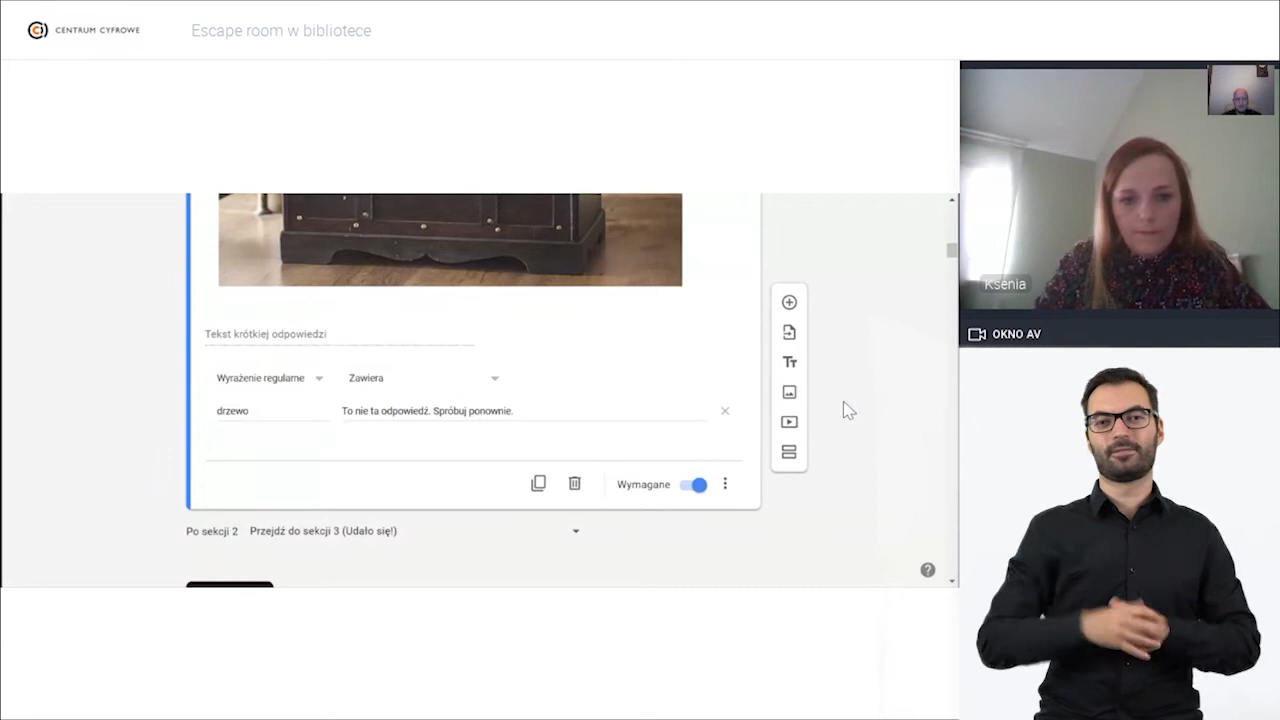 CENTRUM CYFROWE
Escape room w bibliotece
Ksenia
OKNO AV
Tekst krótkiej odpowiedzi
Wyrażenie regularne Zawiera
drzewo To nie ta odpowiedź. Spróbuj ponownie.
Wymagane
Po sekcji 2 Przejdź do sekcji 3 (Udało się!)